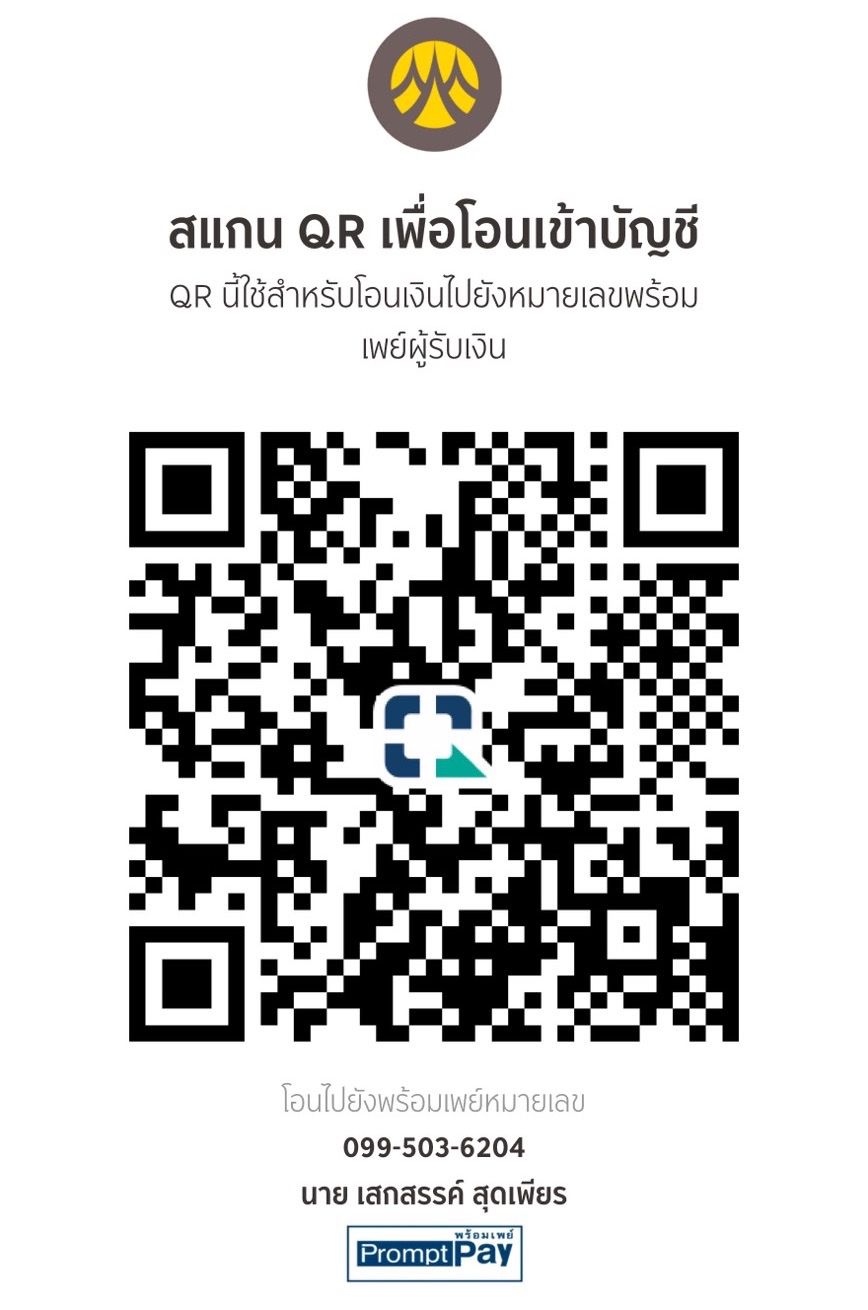 สแกน QR เพื่อโอนเข้าบัญชี
QR นี้ใช้สำหรับโอนเงินไปยังหมายเลขพร้อม
เพย์ผู้รับเงิน
โอนไปยังพร้อมเพย์หมายเลข
099-503-6204
นาย เสกสรรค์ สุดเพียร
พร้อมเพย์
PromptPay